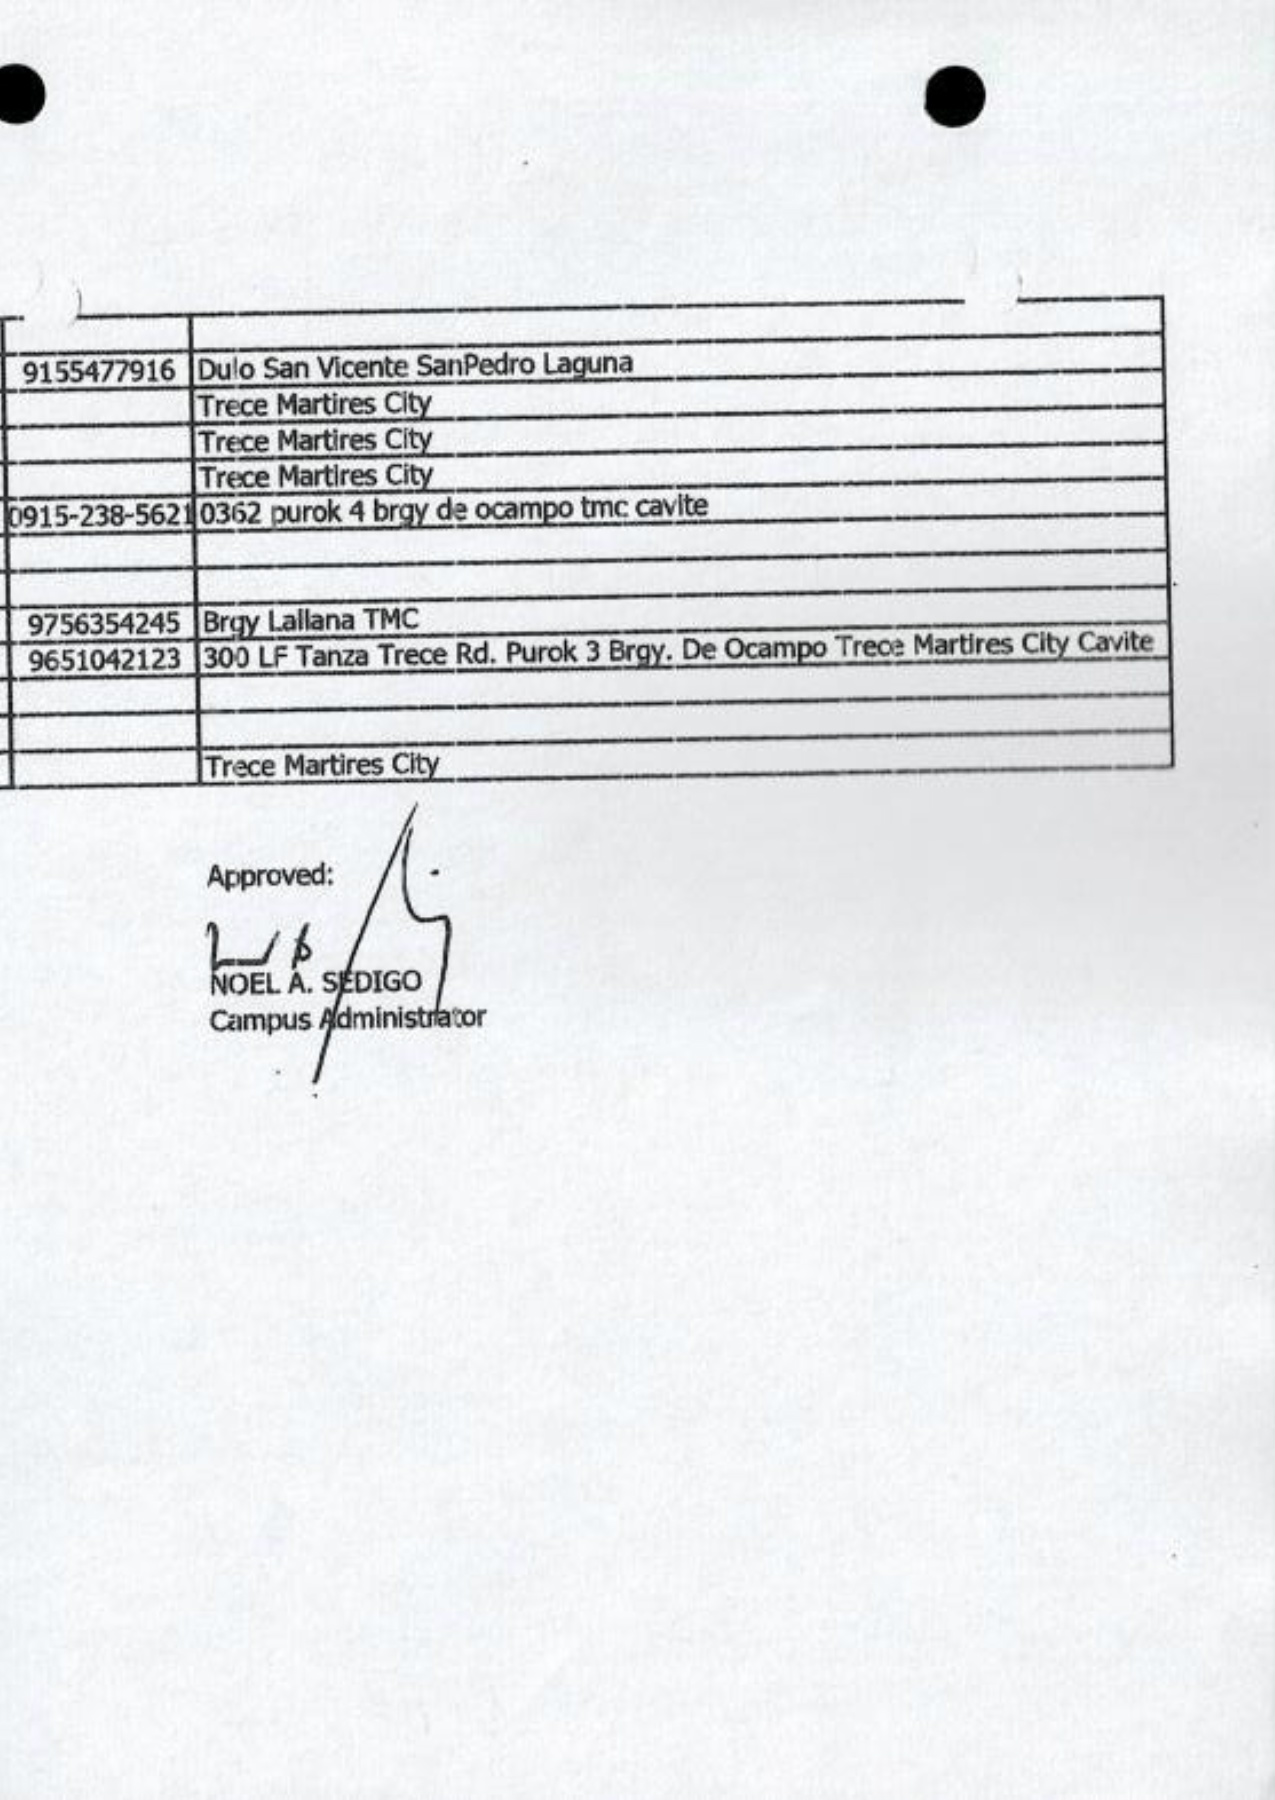 9155477916 Dulo San Vicente SanPedro Laguna
Trece Martires City
Trece Martires City
Trece Martires City
0915-238-5621 0362 purok 4 brgy de ocampo tmc cavite
9756354245 Brgy Lallana TMC
9651042123 300 LF Tanza Trece Rd. Purok 3 Brgy. De Ocampo Trece Martires City Cavite
Trece Martires City
Approved:
NOEL A. SEDIGO
Campus Administrator